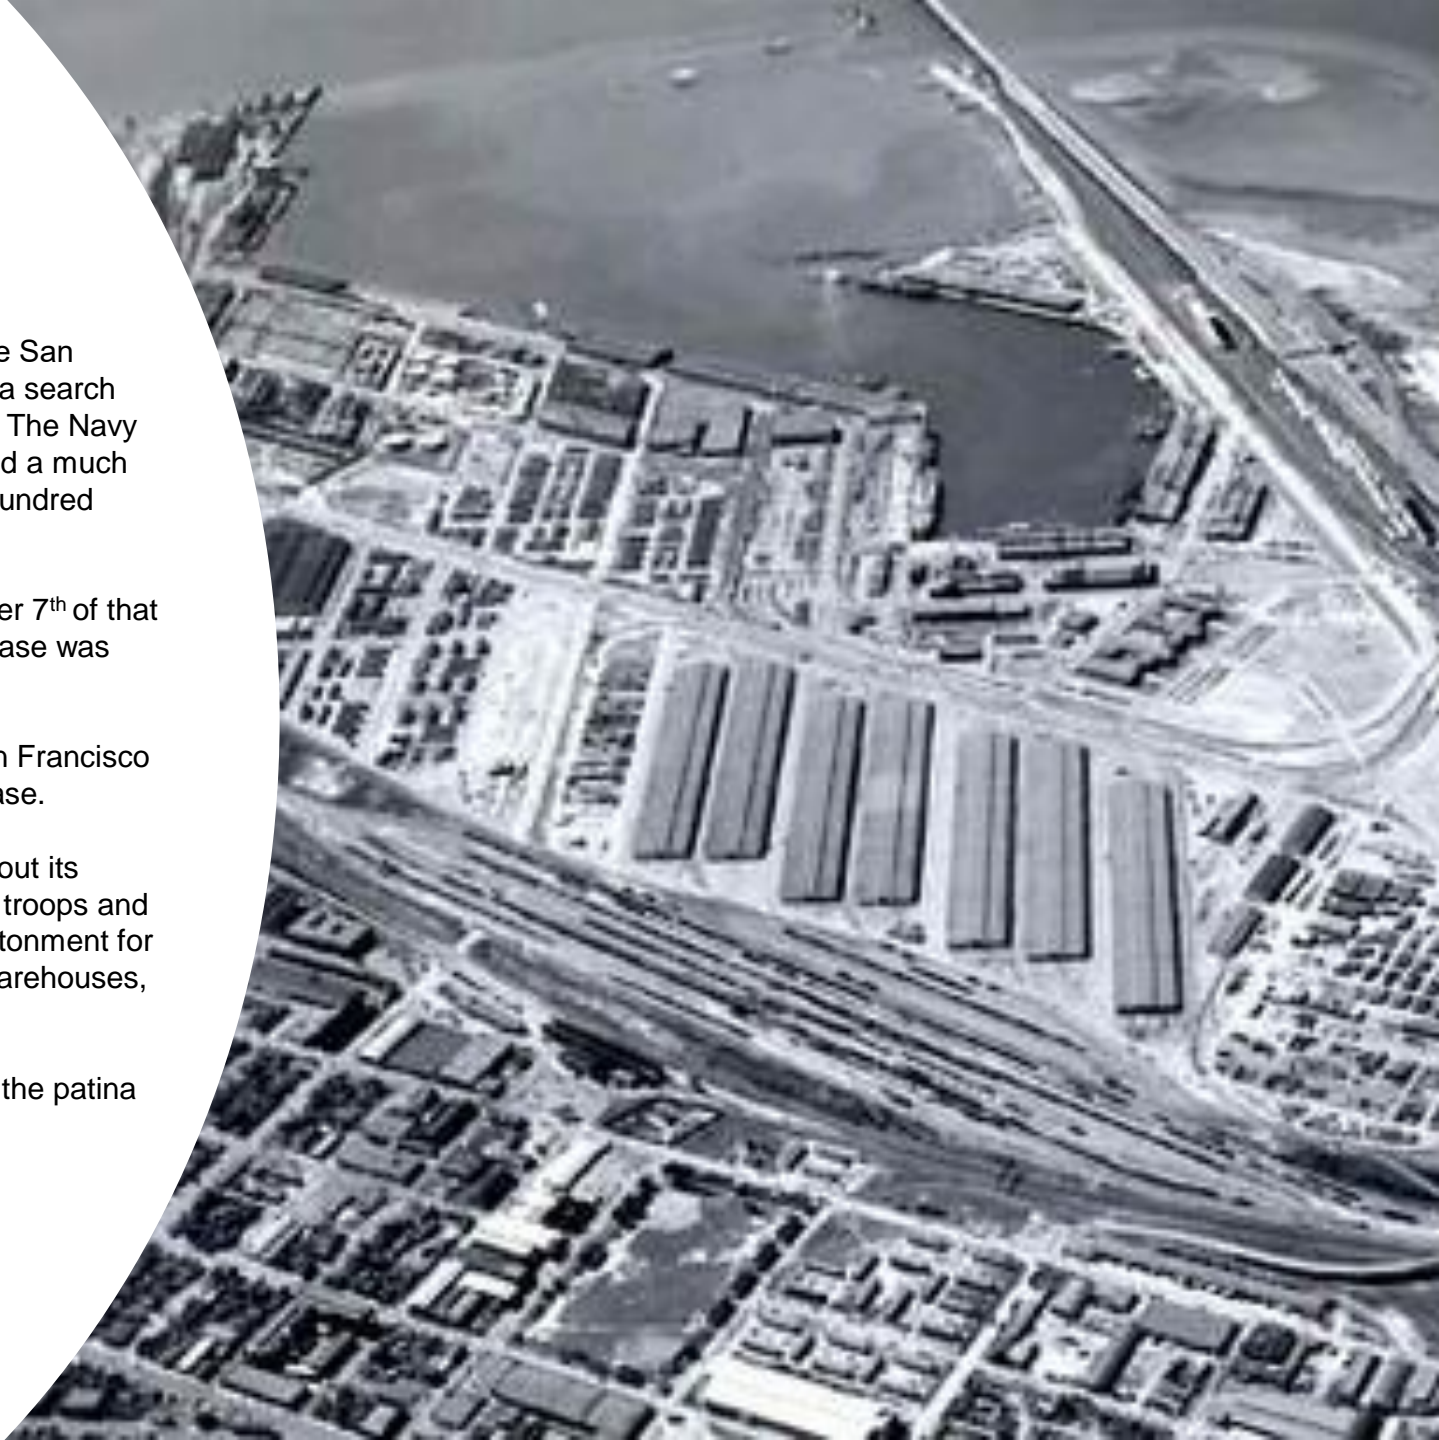 e San
a search
The Navy
d a much
undred
er 7th of that
ase was
n Francisco
ase.
out its
troops and
tonment for
arehouses,
the patina